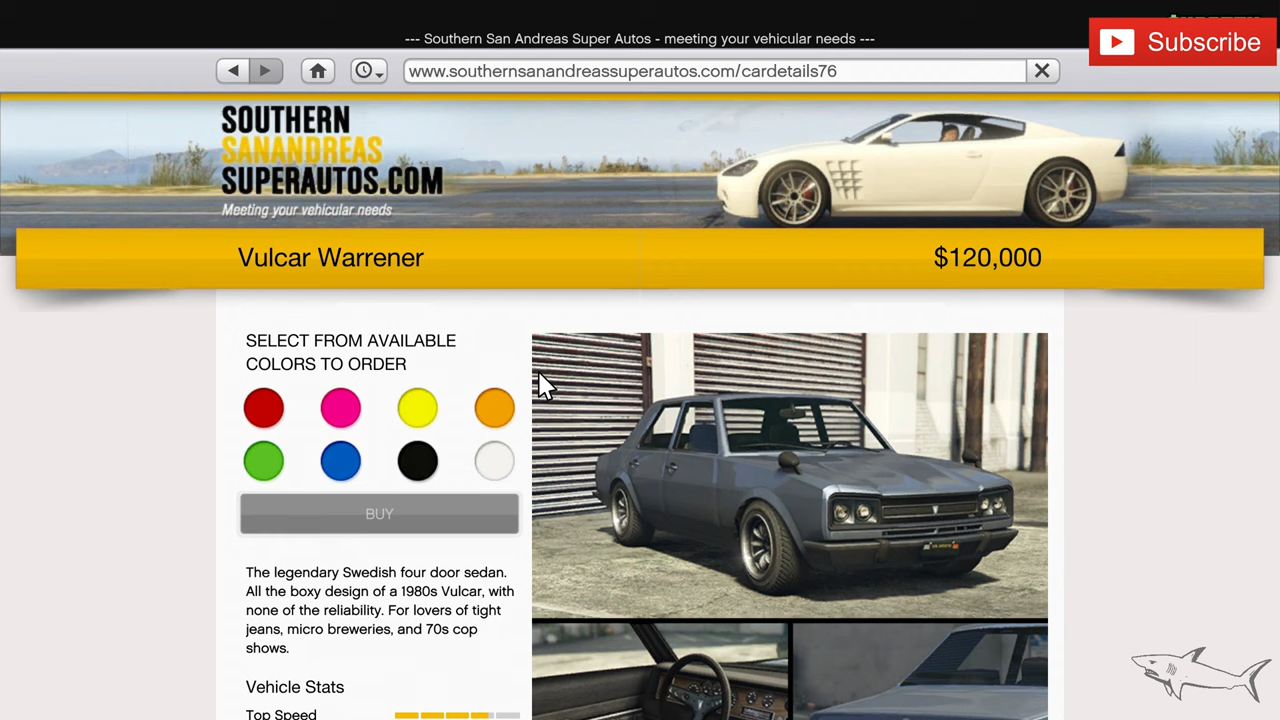 --- Southern San Andreas Super Autos - meeting your vehicular needs ---
Subscribe
www.southernsanandreassuperautos.com/cardetails76
SOUTHERN
SANANDREAS
SUPERAUTOS.COM
Meeting your vehicular needs
Vulcar Warrener
$120,000
SELECT FROM AVAILABLE
COLORS TO ORDER
BUY
The legendary Swedish four door sedan.
All the boxy design of a 1980s Vulcar, with
none of the reliability. For lovers of tight
jeans, micro breweries, and 70s cop
shows.
Vehicle Stats
Top Speed